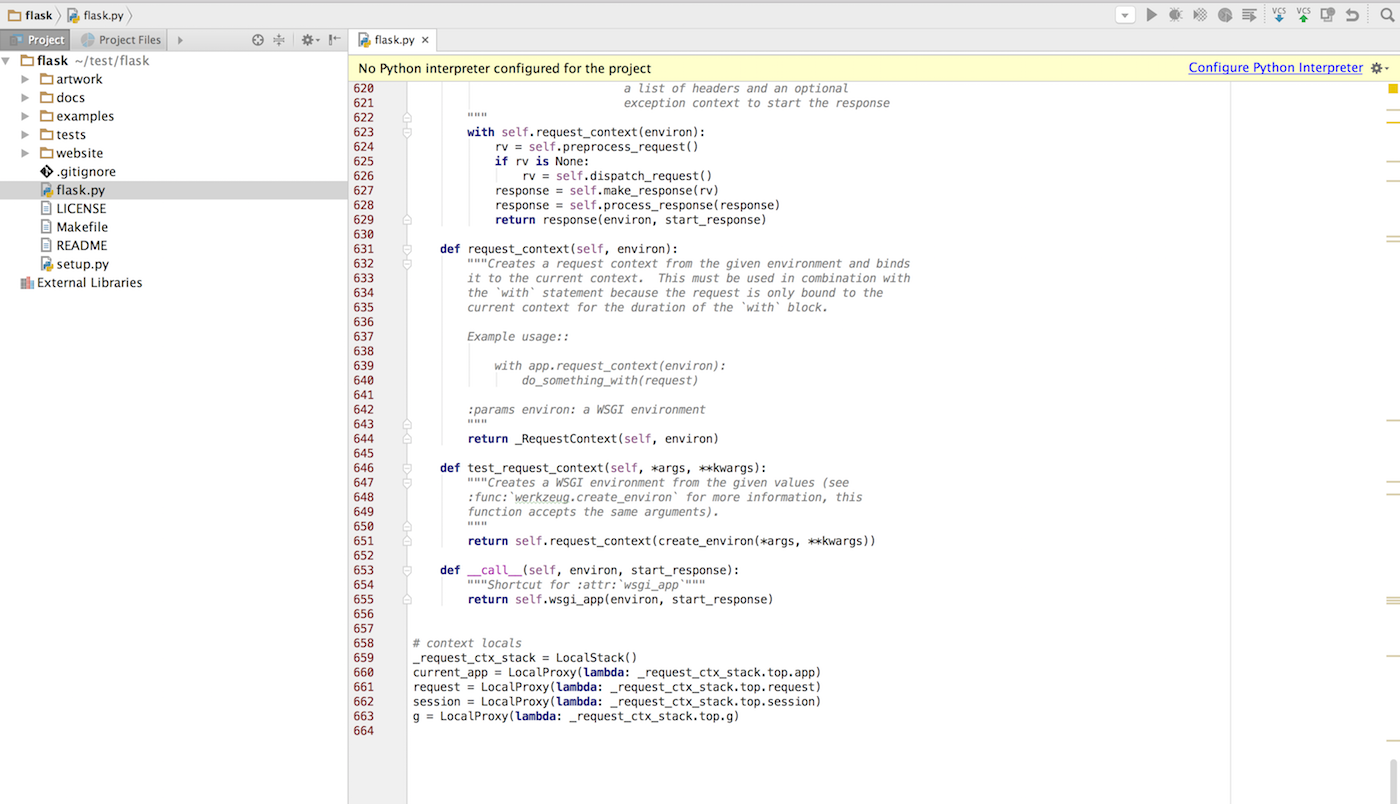 flask flask.py
VCS VCS
Project Project Files
flask.py
flask ~/test/flask
artwork
docs
examples
tests
website
.gitignore
flask.py
LICENSE
Makefile
README
setup.py
External Libraries
No Python interpreter configured for the project Configure Python Interpreter
620 a list of headers and an optional
621 exception context to start the response
622 """
623 with self.request_context(environ):
624 rv = self.preprocess_request()
625 if rv is None:
626 rv = self.dispatch_request()
627 response = self.make_response(rv)
628 response = self.process_response(response)
629 return response(environ, start_response)
630
631 def request_context(self, environ):
632 """Creates a request context from the given environment and binds
633 it to the current context.  This must be used in combination with
634 the `with` statement because the request is only bound to the
635 current context for the duration of the `with` block.
636
637 Example usage::
638
639 with app.request_context(environ):
640 do_something_with(request)
641
642 :params environ: a WSGI environment
643 """
644 return _RequestContext(self, environ)
645
646 def test_request_context(self, *args, **kwargs):
647 """Creates a WSGI environment from the given values (see
648 :func:`werkzeug.create_environ` for more information, this
649 function accepts the same arguments).
650 """
651 return self.request_context(create_environ(*args, **kwargs))
652
653 def __call__(self, environ, start_response):
654 """Shortcut for :attr:`wsgi_app`"""
655 return self.wsgi_app(environ, start_response)
656
657
658 # context locals
659 _request_ctx_stack = LocalStack()
660 current_app = LocalProxy(lambda: _request_ctx_stack.top.app)
661 request = LocalProxy(lambda: _request_ctx_stack.top.request)
662 session = LocalProxy(lambda: _request_ctx_stack.top.session)
663 g = LocalProxy(lambda: _request_ctx_stack.top.g)
664